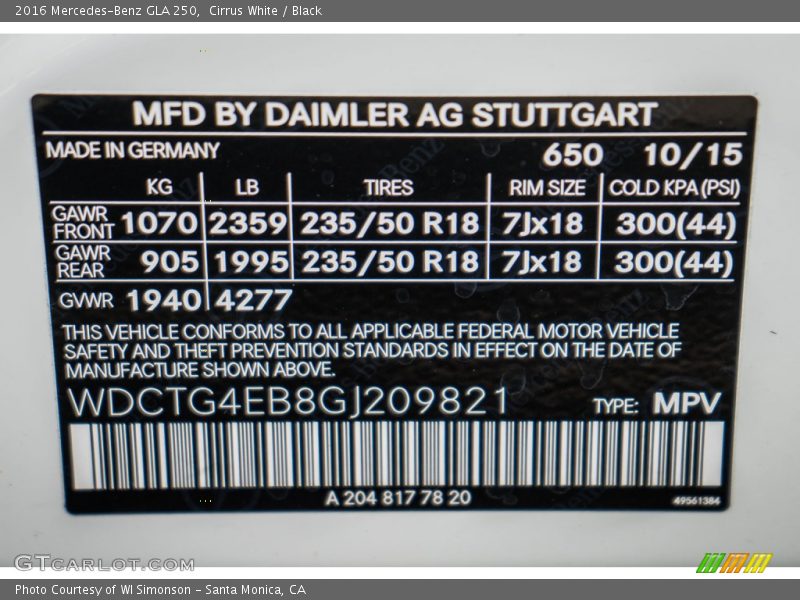 2016 Mercedes-Benz GLA 250,  Cirrus White / Black
MFD BY DAIMLER AG STUTTGART
MADE IN GERMANY 650 10/15
KG LB TIRES RIM SIZE COLD KPA (PSI)
GAWR FRONT 1070 2359 235/50 R18 7Jx18 300(44)
GAWR REAR 905 1995 235/50 R18 7Jx18 300(44)
GVWR 1940 4277
THIS VEHICLE CONFORMS TO ALL APPLICABLE FEDERAL MOTOR VEHICLE
SAFETY AND THEFT PREVENTION STANDARDS IN EFFECT ON THE DATE OF
MANUFACTURE SHOWN ABOVE.
WDCTG4EB8GJ209821 TYPE: MPV
A 204 817 78 20 49561384
GTCARLOT.COM
Photo Courtesy of WI Simonson – Santa Monica, CA